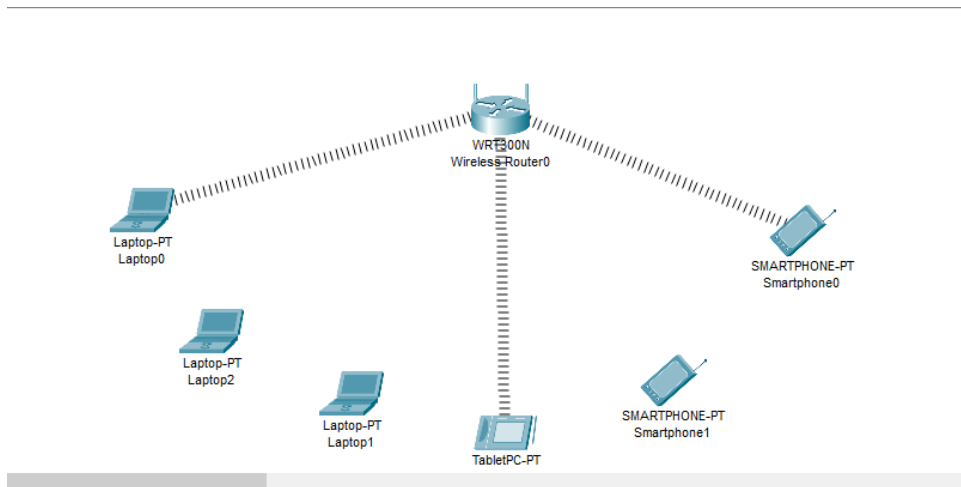 WRT300N
Wireless Router0
Laptop-PT
Laptop0
SMARTPHONE-PT
Smartphone0
Laptop-PT
Laptop2
Laptop-PT
Laptop1
SMARTPHONE-PT
Smartphone1
TabletPC-PT